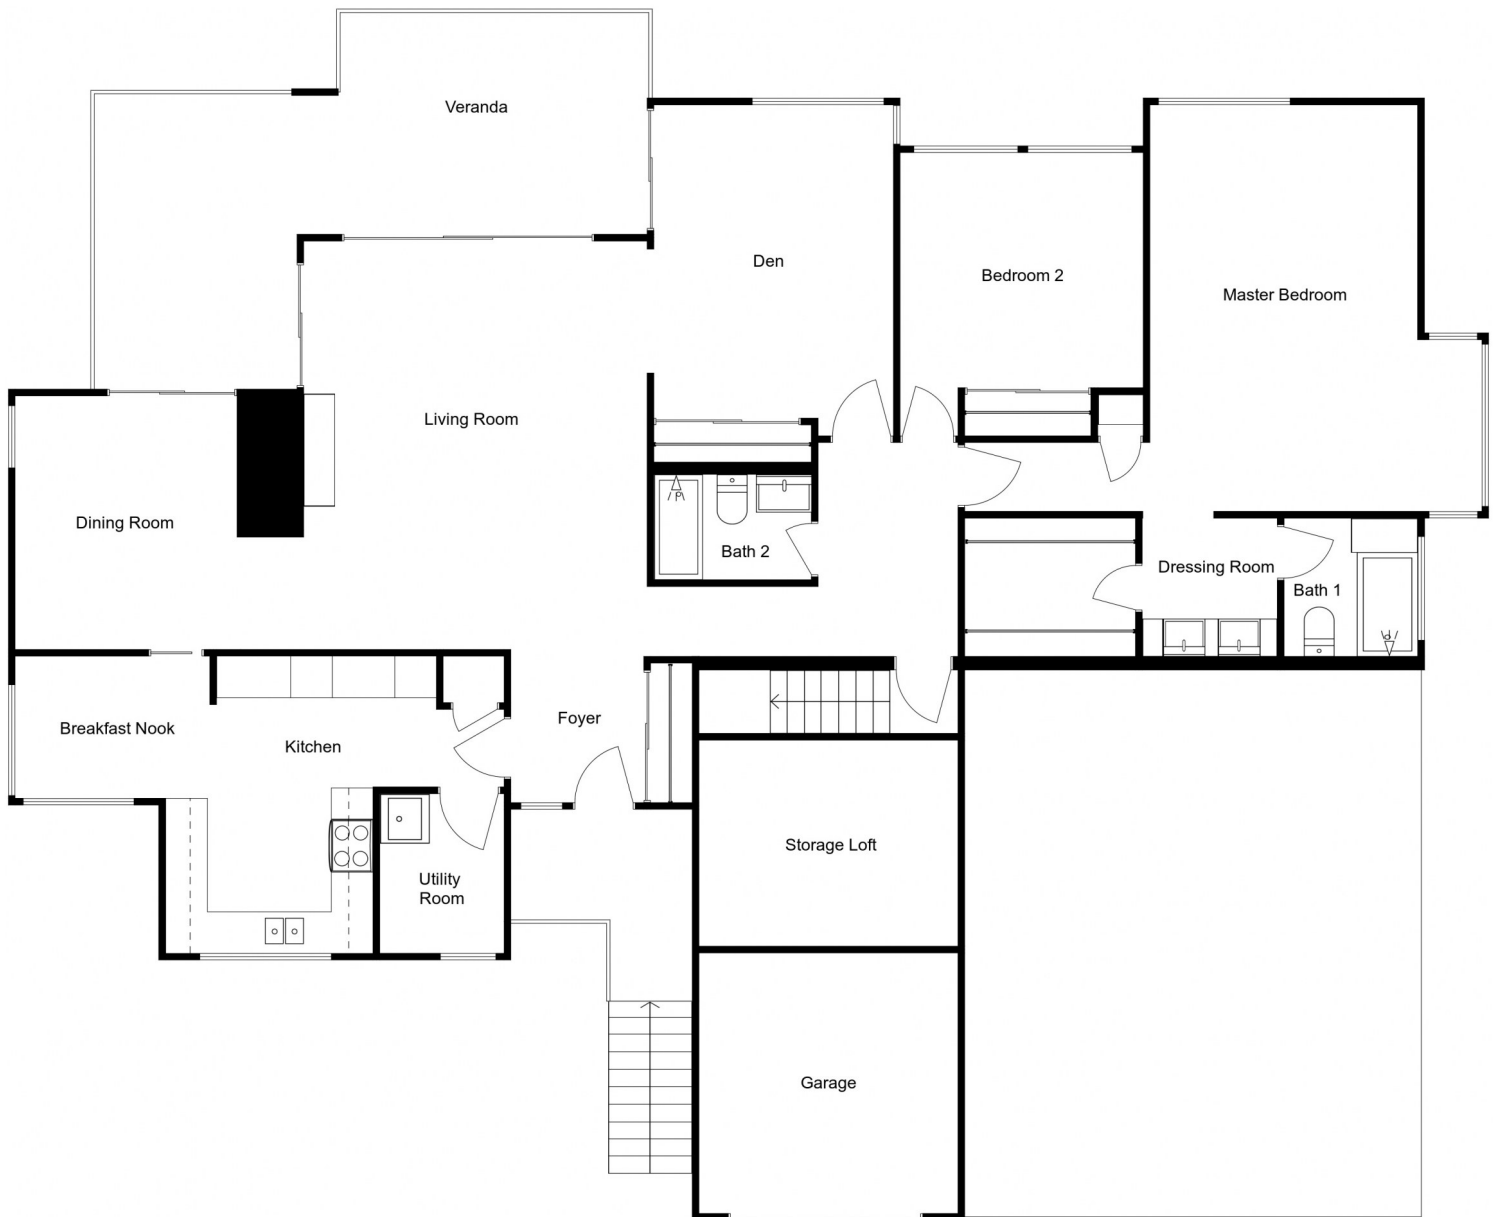 Veranda
Den
Bedroom 2
Master Bedroom
Living Room
Dining Room
Bath 2
Dressing Room
Bath 1
Breakfast Nook
Kitchen
Foyer
Storage Loft
Utility
Room
Garage